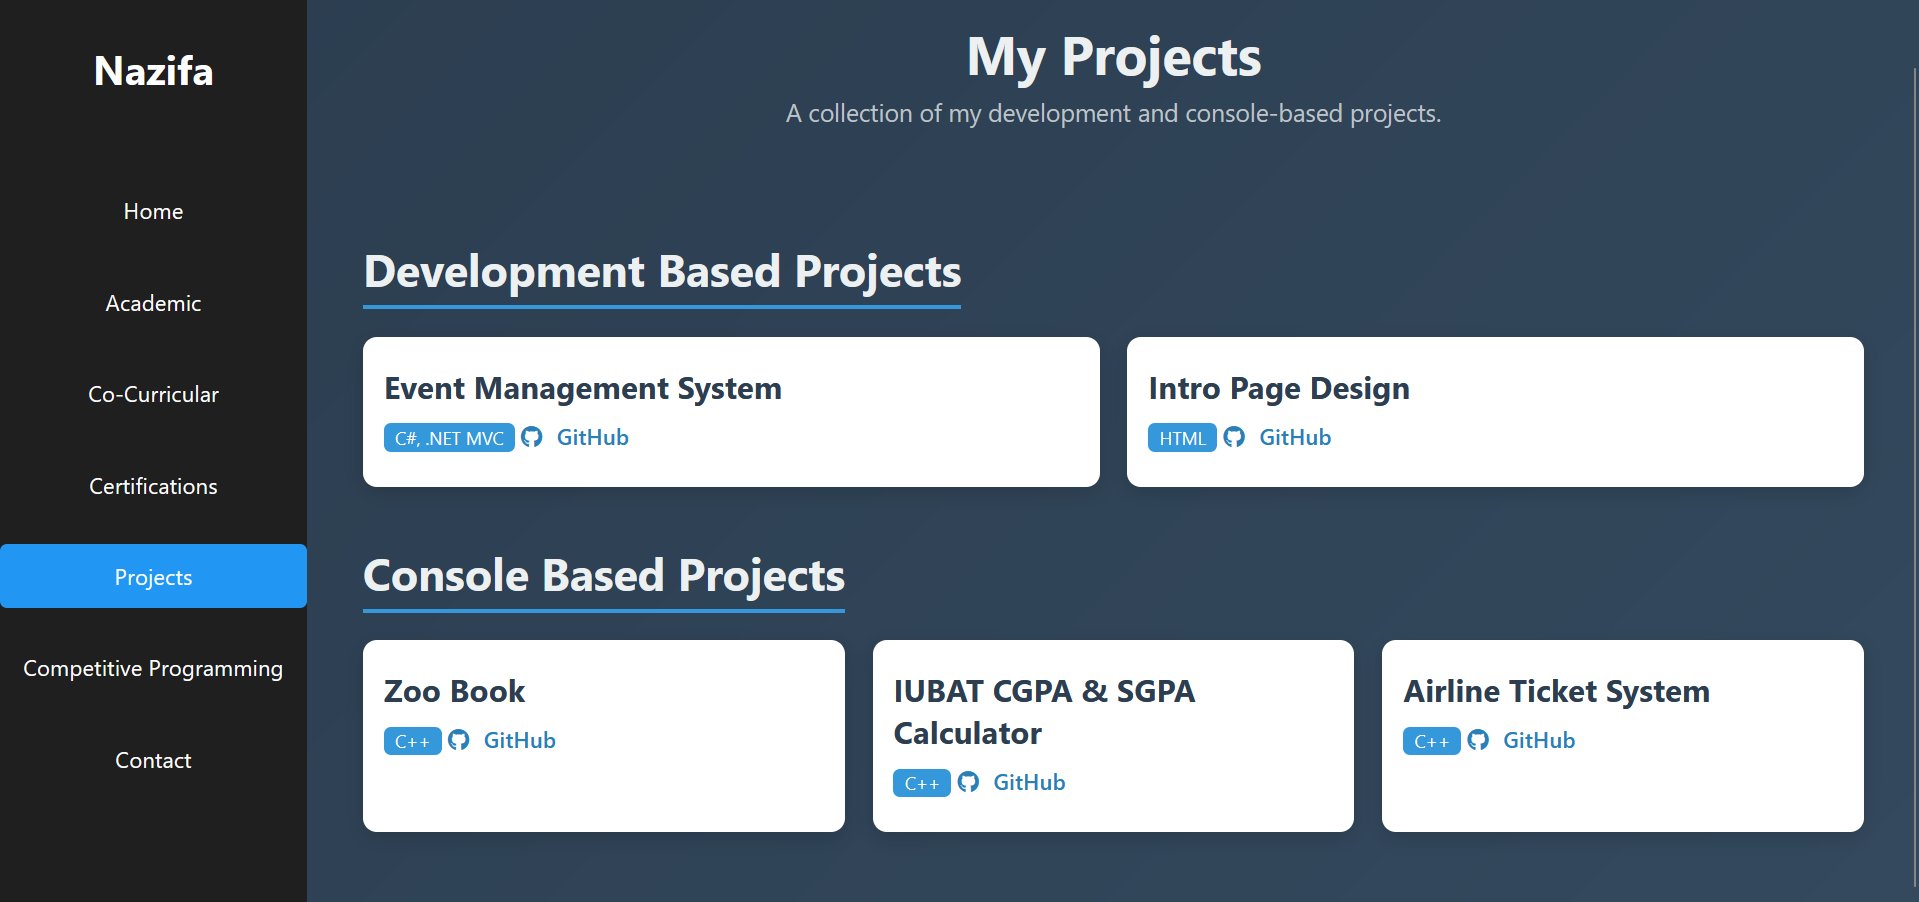 Nazifa
Home
Academic
Co-Curricular
Certifications
Projects
Competitive Programming
Contact
My Projects
A collection of my development and console-based projects.
Development Based Projects
Event Management System
C#, .NET MVC GitHub
Intro Page Design
HTML GitHub
Console Based Projects
Zoo Book
C++ GitHub
IUBAT CGPA & SGPA
Calculator
C++ GitHub
Airline Ticket System
C++ GitHub